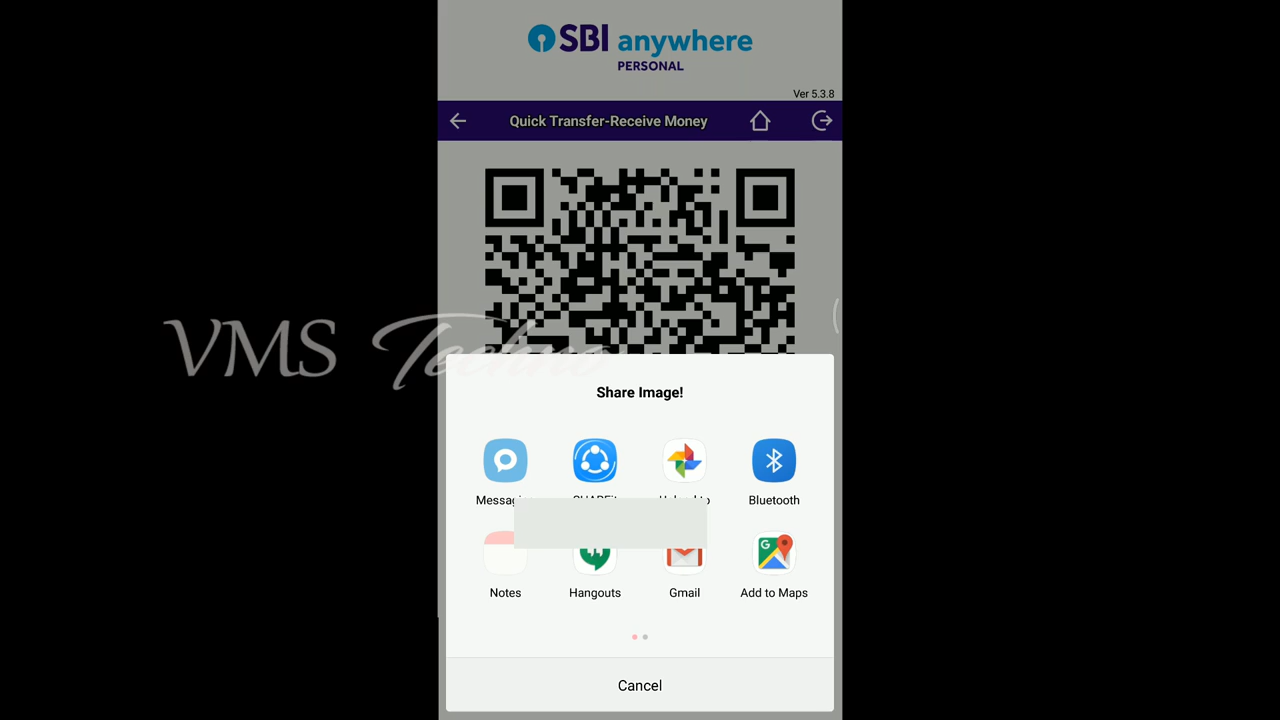 SBI anywhere
PERSONAL
Ver 5.3.8
Quick Transfer-Receive Money
VMS Techno
Share Image!
Bluetooth
Notes
Hangouts
Gmail
Add to Maps
Cancel